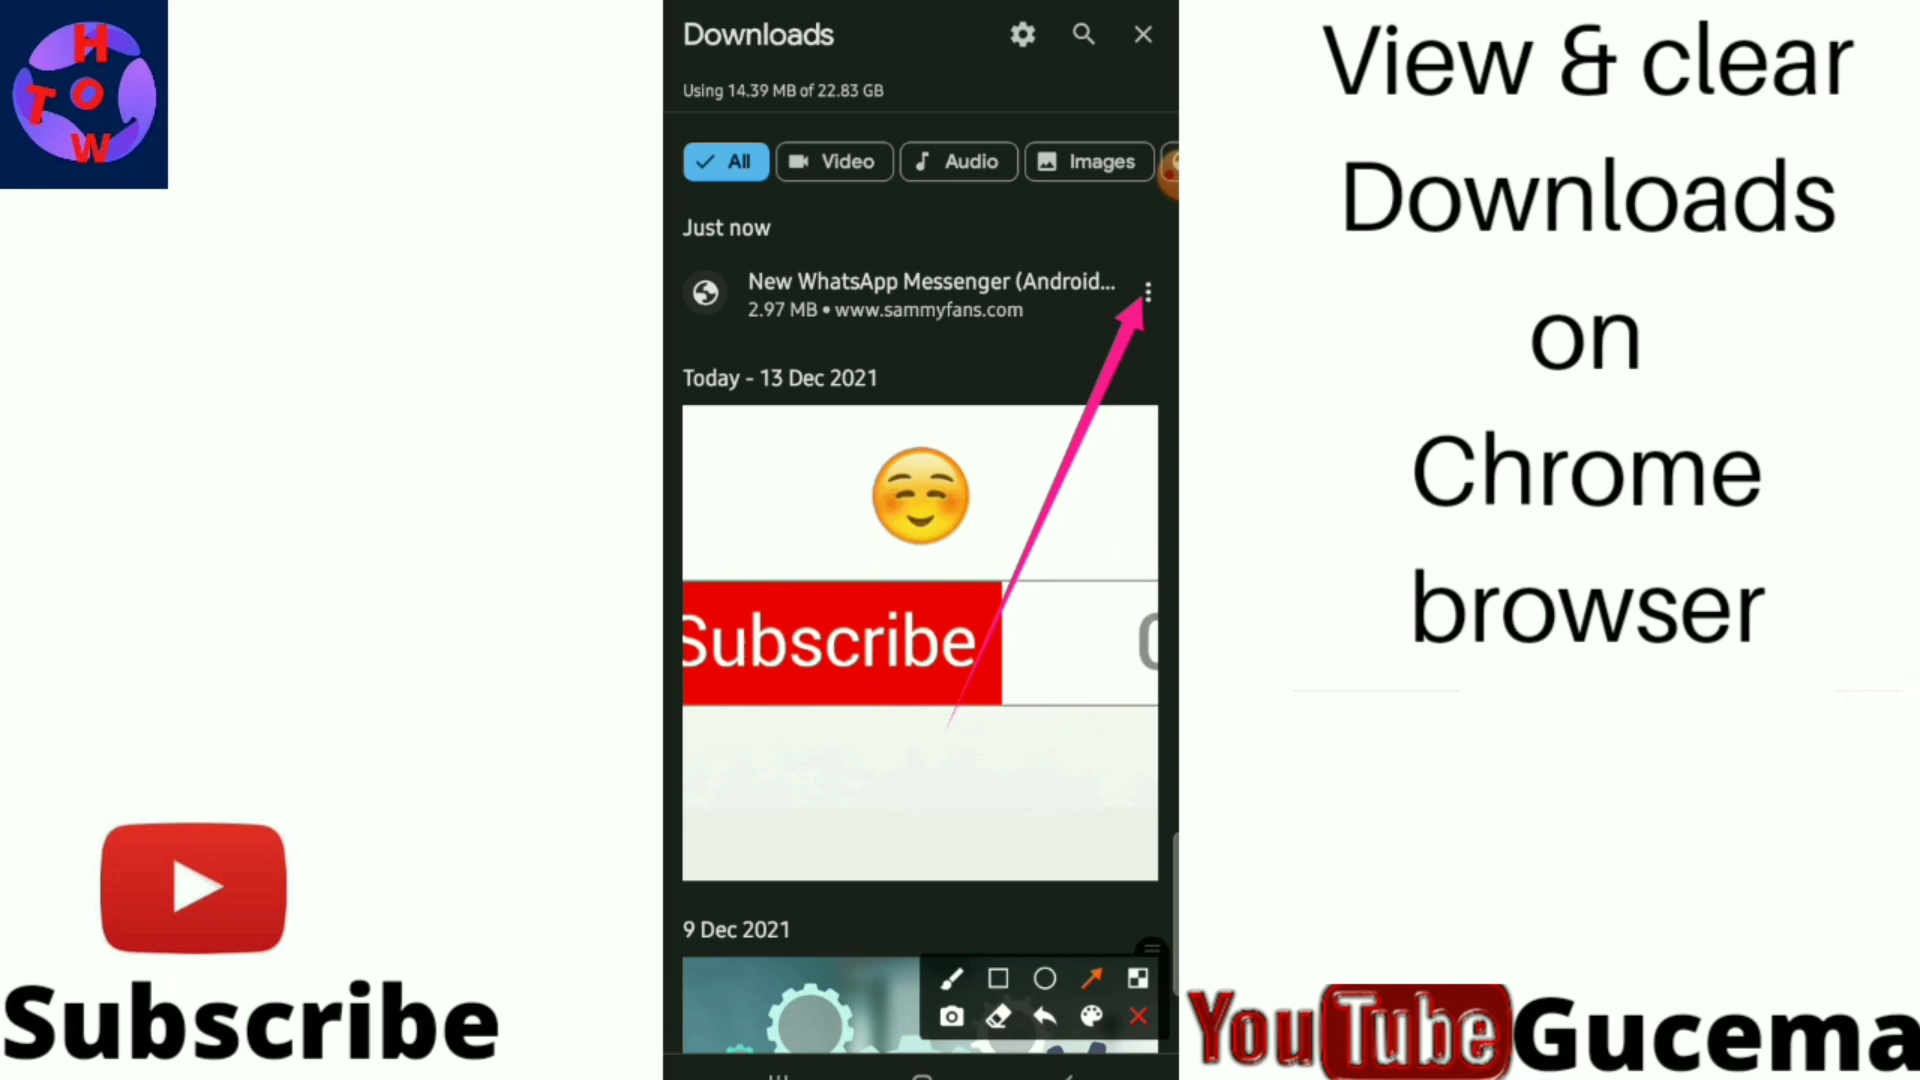 H
T O
W
Downloads
Using 14.39 MB of 22.83 GB
All
Video
Audio
Images
Just now
New WhatsApp Messenger (Android...
2.97 MB • www.sammyfans.com
Today - 13 Dec 2021
Subscribe
9 Dec 2021
View & clear
Downloads
on
Chrome
browser
Subscribe
YouTube Gucema